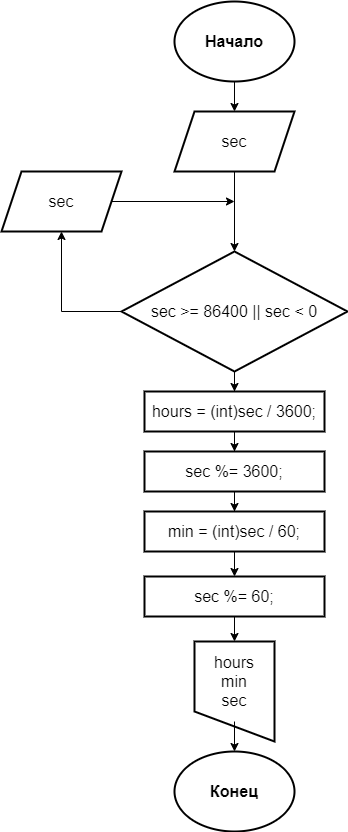 Начало
sec
sec
sec >= 86400 || sec < 0
hours = (int)sec / 3600;
sec %= 3600;
min = (int)sec / 60;
sec %= 60;
hours
min
sec
Конец